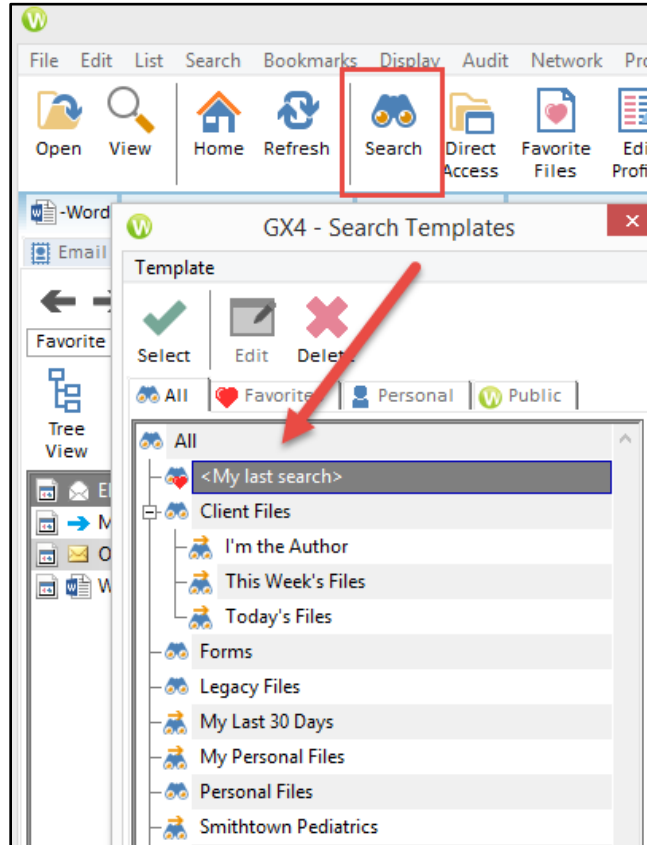 File Edit List Search Bookmarks Display Audit Network
Open View Home Refresh Search Direct Access Favorite Files
-Word
GX4 - Search Templates
Email
Template
Favorite
Select Edit Delete
All Favorite Personal Public
Tree View
All
<My last search>
Client Files
I'm the Author
This Week's Files
Today's Files
Forms
Legacy Files
My Last 30 Days
My Personal Files
Personal Files
Smithtown Pediatrics